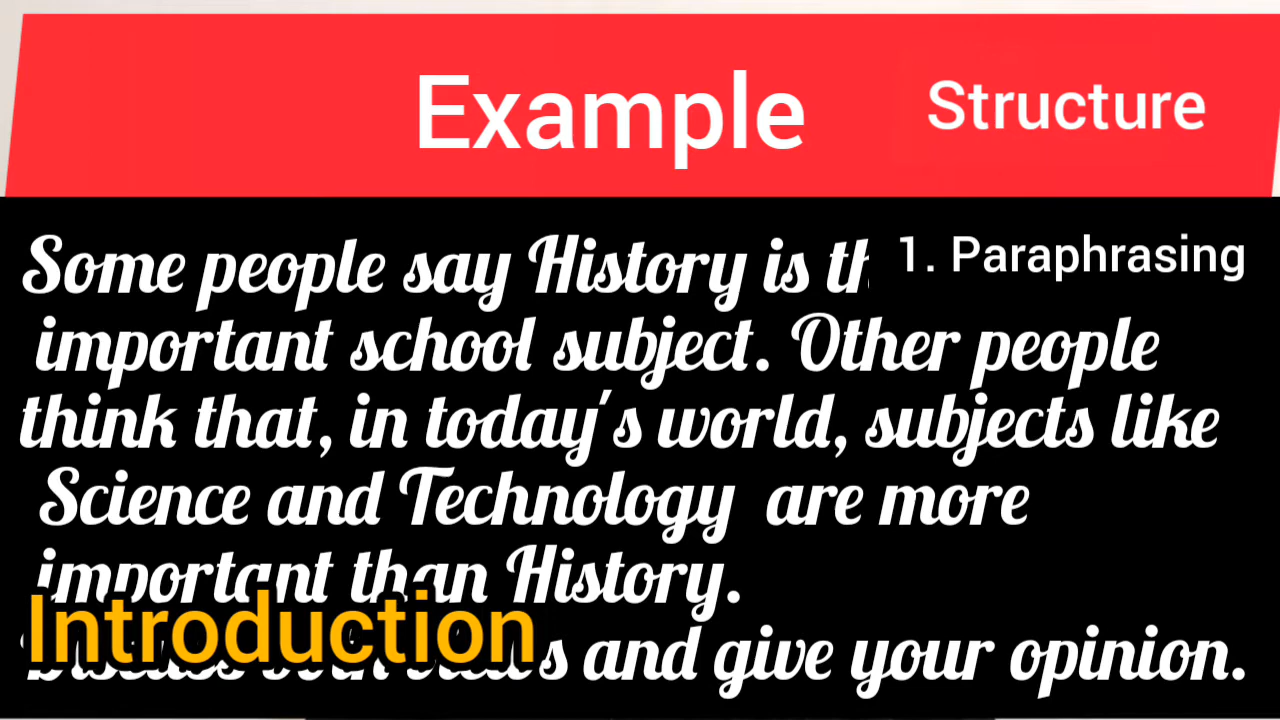 Example
Structure
Some people say History is th
1. Paraphrasing
important school subject. Other people
think that, in today's world, subjects like
Science and Technology are more
important than History.
Introduction
and give your opinion.